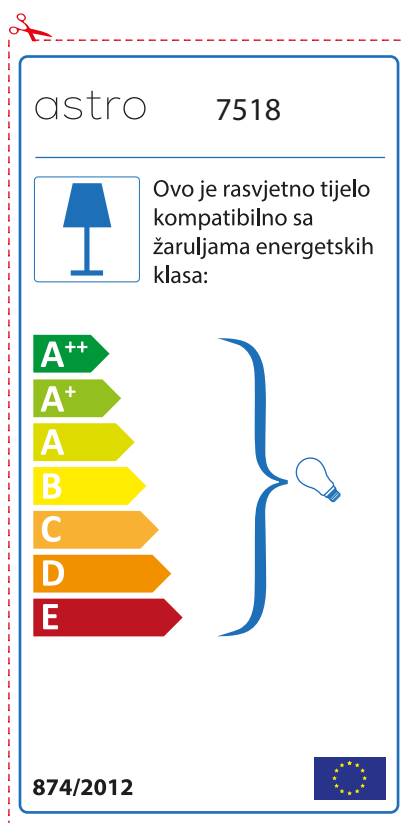 astro 7518
Ovo je rasvjetno tijelo
kompatibilno sa
žaruljama energetskih
klasa:
A++
A+
A
B
C
D
E
874/2012